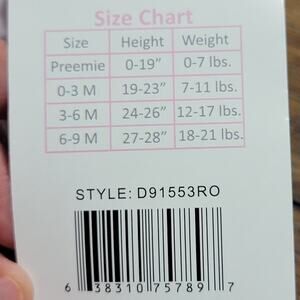 Size Chart
Size Height Weight
Preemie 0-19" 0-7 lbs.
0-3 M 19-23" 7-11 lbs.
3-6 M 24-26" 12-17 lbs.
6-9 M 27-28" 18-21 lbs.
STYLE: D91553RO
6 38310 75789 7